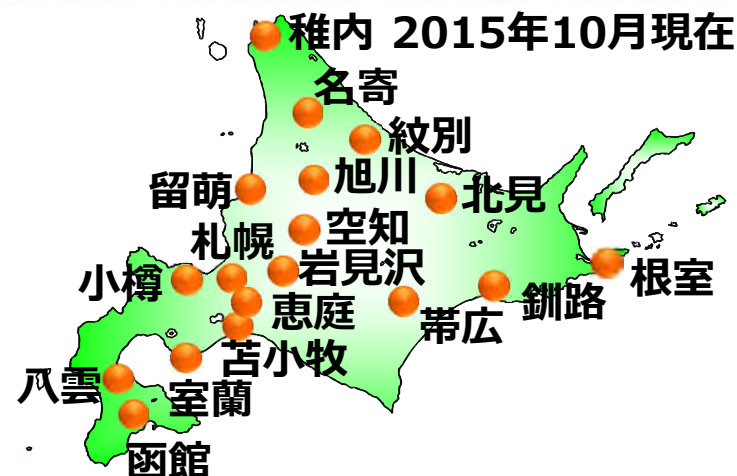 稚内 2015年10月現在
名寄
紋別
旭川
留萌
北見
空知
札幌
岩見沢
小樽
根室
恵庭
釧路
帯広
苫小牧
八雲
室蘭
函館